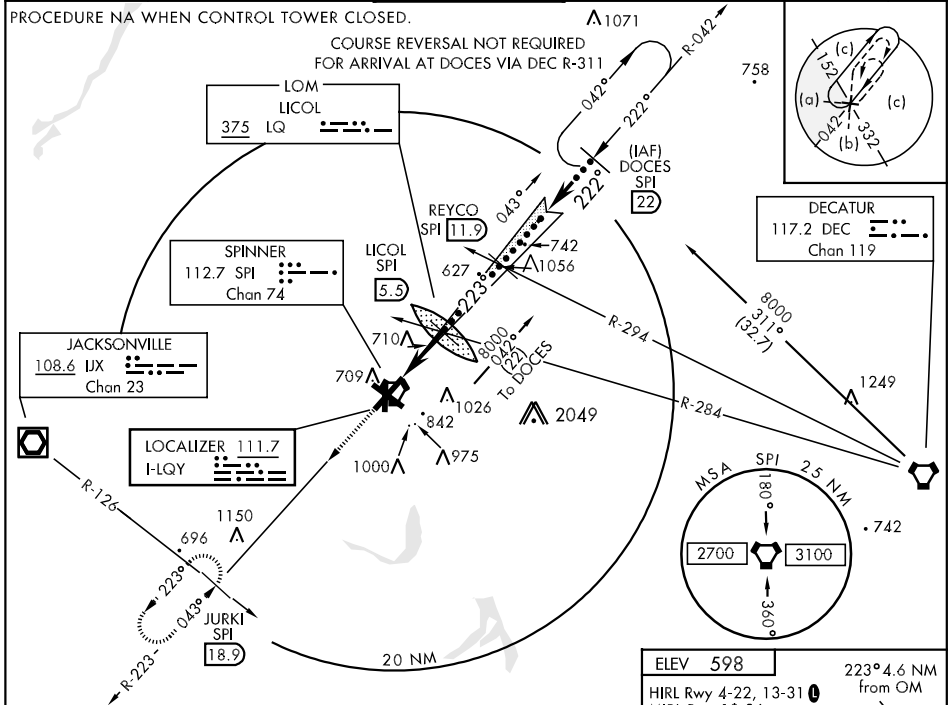 PROCEDURE NA WHEN CONTROL TOWER CLOSED.
COURSE REVERSAL NOT REQUIRED
FOR ARRIVAL AT DOCES VIA DEC R-311
1071
R-042
758
042°
222°
(c)
152
(a)
(c)
042
332
(b)
LOM
LICOL
375 LQ
(IAF)
DOCES
SPI
22
222°
043°
REYCO
SPI 11.9
742
1056
627
223°
DECATUR
117.2 DEC
Chan 119
SPINNER
112.7 SPI
Chan 74
LICOL
SPI
5.5
8000
311°
(32.7)
R-294
710
8000
042°
(22)
To DOCES
JACKSONVILLE
108.6 IJX
Chan 23
709
1249
1026
842
2049
R-284
LOCALIZER 111.7
I-LQY
1000
975
MSA SPI 25 NM
180°
2700
3100
360°
742
R-126
1150
696
223°
043°
JURKI
SPI
18.9
R-223
20 NM
ELEV 598
223° 4.6 NM
from OM
HIRL Rwy 4-22, 13-31 L